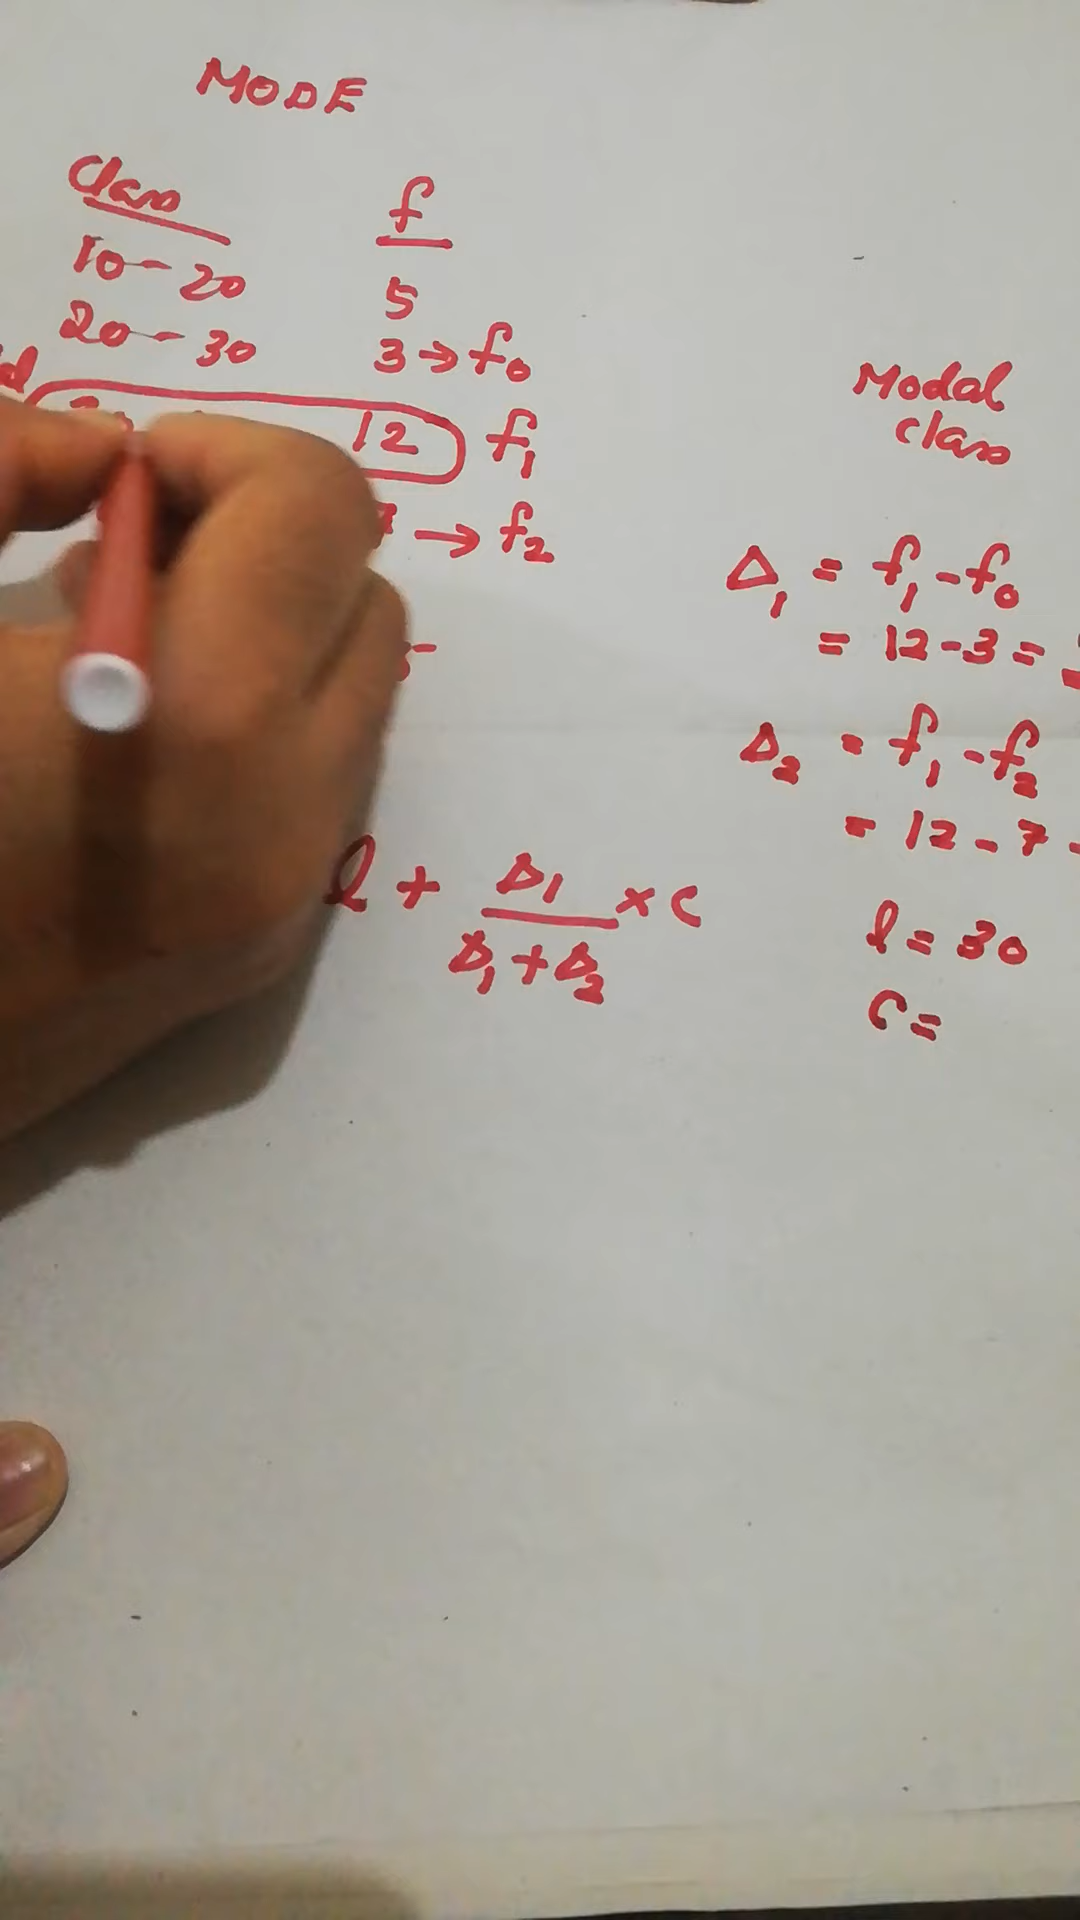 MODE
Class f
10-20 5
20-30 3→f₀
12 f₁
→ f₂
l + Δ₁ × C
Δ₁+Δ₂
Modal
class
Δ₁ = f₁-f₀
= 12-3=
Δ₂ = f₁-f₂
= 12-7
l= 30
C=